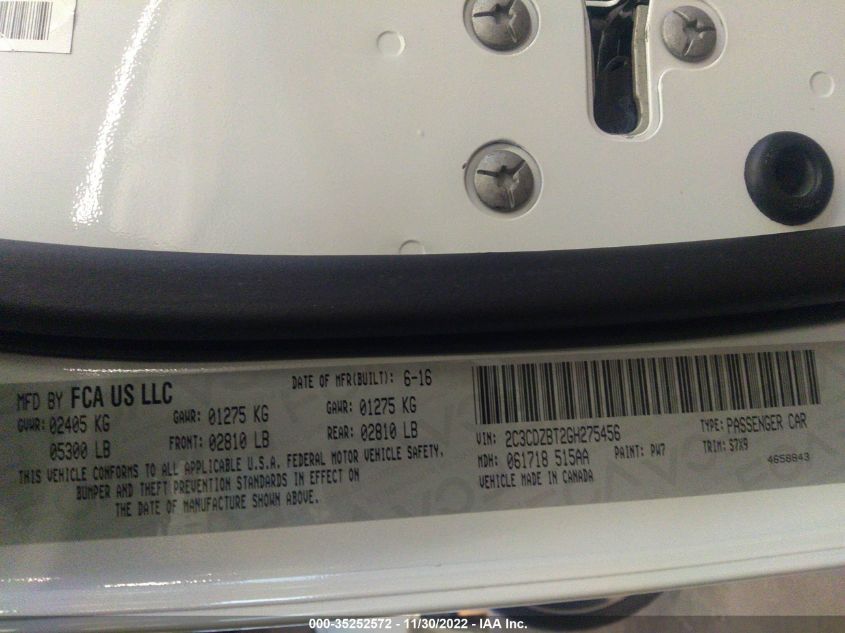 MFD BY FCA US LLC DATE OF MFR(BUILT): 6-16
GVWR: 02405 KG GAWR: 01275 KG GAWR: 01275 KG
05300 LB FRONT: 02810 LB REAR: 02810 LB
THIS VEHICLE CONFORMS TO ALL APPLICABLE U.S.A. FEDERAL MOTOR VEHICLE SAFETY,
BUMPER AND THEFT PREVENTION STANDARDS IN EFFECT ON
THE DATE OF MANUFACTURE SHOWN ABOVE.
VIN: 2C3CDZBT2GH275456 TYPE: PASSENGER CAR
MDH: 061718 515AA PAINT: PW7 TRIM: S7X9
VEHICLE MADE IN CANADA 4658843
000-35252572 - 11/30/2022 - IAA Inc.